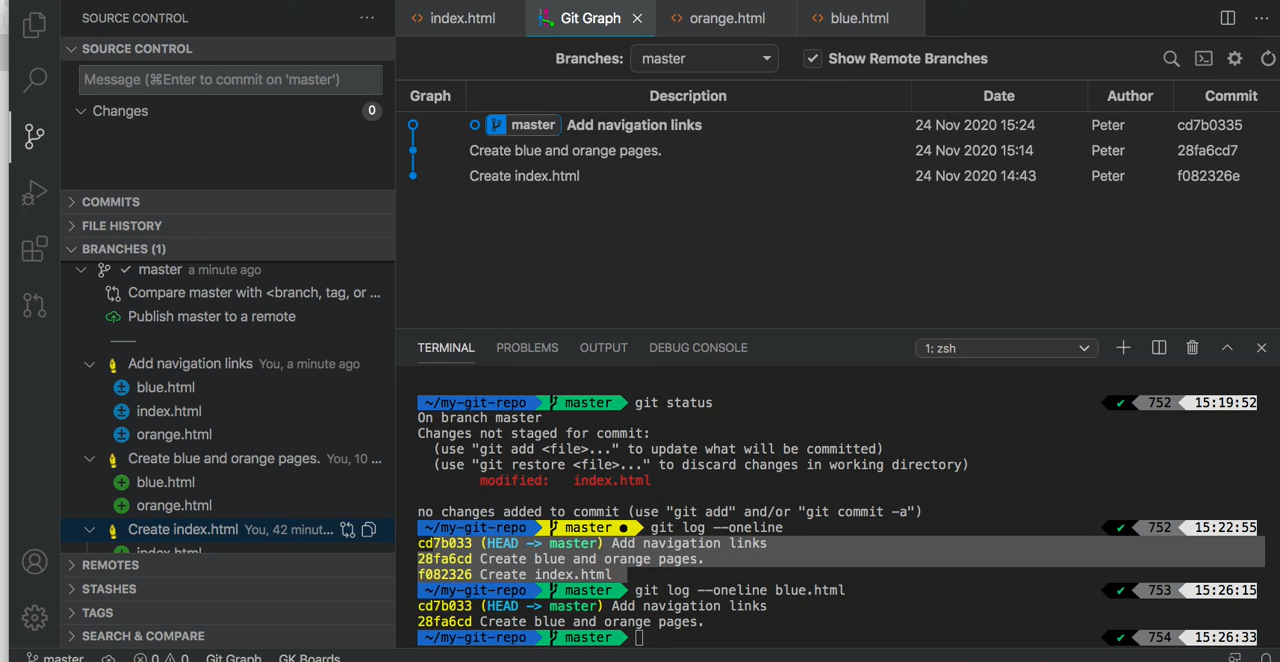 SOURCE CONTROL
SOURCE CONTROL
Message (⌘Enter to commit on 'master')
Changes 0
COMMITS
FILE HISTORY
BRANCHES (1)
master a minute ago
Compare master with <branch, tag, or ...
Publish master to a remote
Add navigation links You, a minute ago
blue.html
index.html
orange.html
Create blue and orange pages. You, 10 ...
blue.html
orange.html
Create index.html You, 42 minut...
index.html
REMOTES
STASHES
TAGS
SEARCH & COMPARE
index.html Git Graph orange.html blue.html
Branches: master Show Remote Branches
Graph Description Date Author Commit
master Add navigation links 24 Nov 2020 15:24 Peter cd7b0335
Create blue and orange pages. 24 Nov 2020 15:14 Peter 28fa6cd7
Create index.html 24 Nov 2020 14:43 Peter f082326e
TERMINAL PROBLEMS OUTPUT DEBUG CONSOLE 1: zsh
~/my-git-repo master git status ✔ 752 15:19:52
On branch master
Changes not staged for commit:
(use "git add <file>..." to update what will be committed)
(use "git restore <file>..." to discard changes in working directory)
modified: index.html
no changes added to commit (use "git add" and/or "git commit -a")
~/my-git-repo master ● git log --oneline ✔ 752 15:22:55
cd7b033 (HEAD -> master) Add navigation links
28fa6cd Create blue and orange pages.
f082326 Create index.html
~/my-git-repo master git log --oneline blue.html ✔ 753 15:26:15
cd7b033 (HEAD -> master) Add navigation links
28fa6cd Create blue and orange pages.
~/my-git-repo master ✔ 754 15:26:33
master 0 0 Git Graph GK Boards